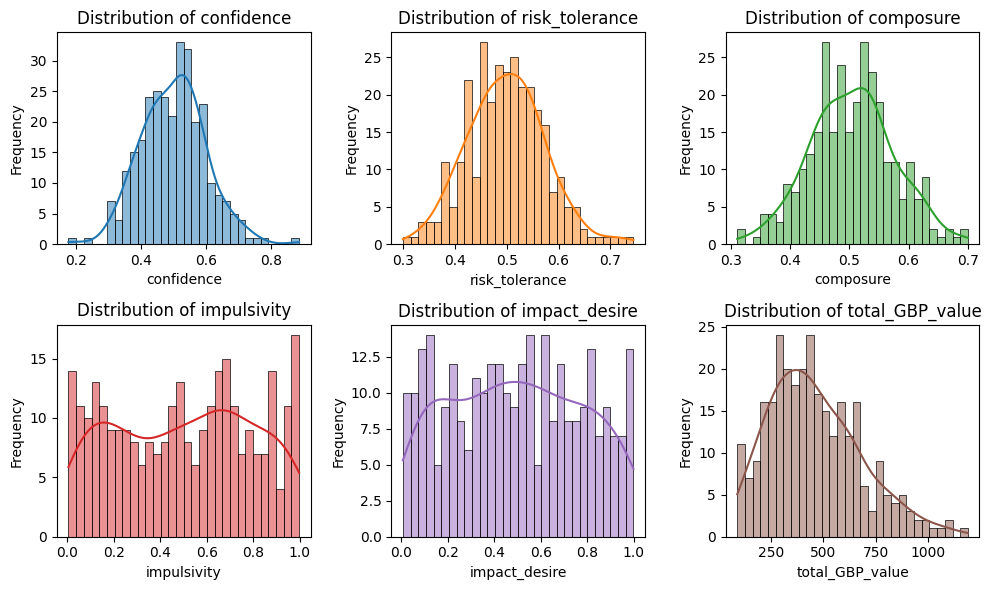 Distribution of confidence
Frequency
30
25
20
15
10
5
0
0.2 0.4 0.6 0.8
confidence
Distribution of risk_tolerance
Frequency
25
20
15
10
5
0
0.3 0.4 0.5 0.6 0.7
risk_tolerance
Distribution of composure
Frequency
25
20
15
10
5
0
0.3 0.4 0.5 0.6 0.7
composure
Distribution of impulsivity
Frequency
15
10
5
0
0.0 0.2 0.4 0.6 0.8 1.0
impulsivity
Distribution of impact_desire
Frequency
12.5
10.0
7.5
5.0
2.5
0.0
0.0 0.2 0.4 0.6 0.8 1.0
impact_desire
Distribution of total_GBP_value
Frequency
25
20
15
10
5
0
250 500 750 1000
total_GBP_value